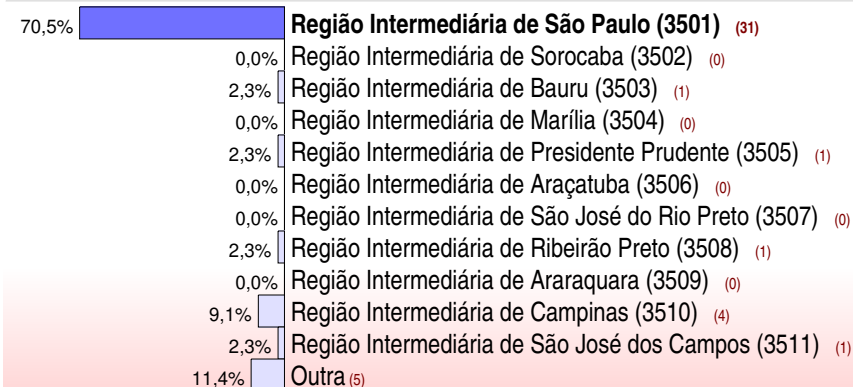 70,5% Região Intermediária de São Paulo (3501) (31)
0,0% Região Intermediária de Sorocaba (3502) (0)
2,3% Região Intermediária de Bauru (3503) (1)
0,0% Região Intermediária de Marília (3504) (0)
2,3% Região Intermediária de Presidente Prudente (3505) (1)
0,0% Região Intermediária de Araçatuba (3506) (0)
0,0% Região Intermediária de São José do Rio Preto (3507) (0)
2,3% Região Intermediária de Ribeirão Preto (3508) (1)
0,0% Região Intermediária de Araraquara (3509) (0)
9,1% Região Intermediária de Campinas (3510) (4)
2,3% Região Intermediária de São José dos Campos (3511) (1)
11,4% Outra (5)